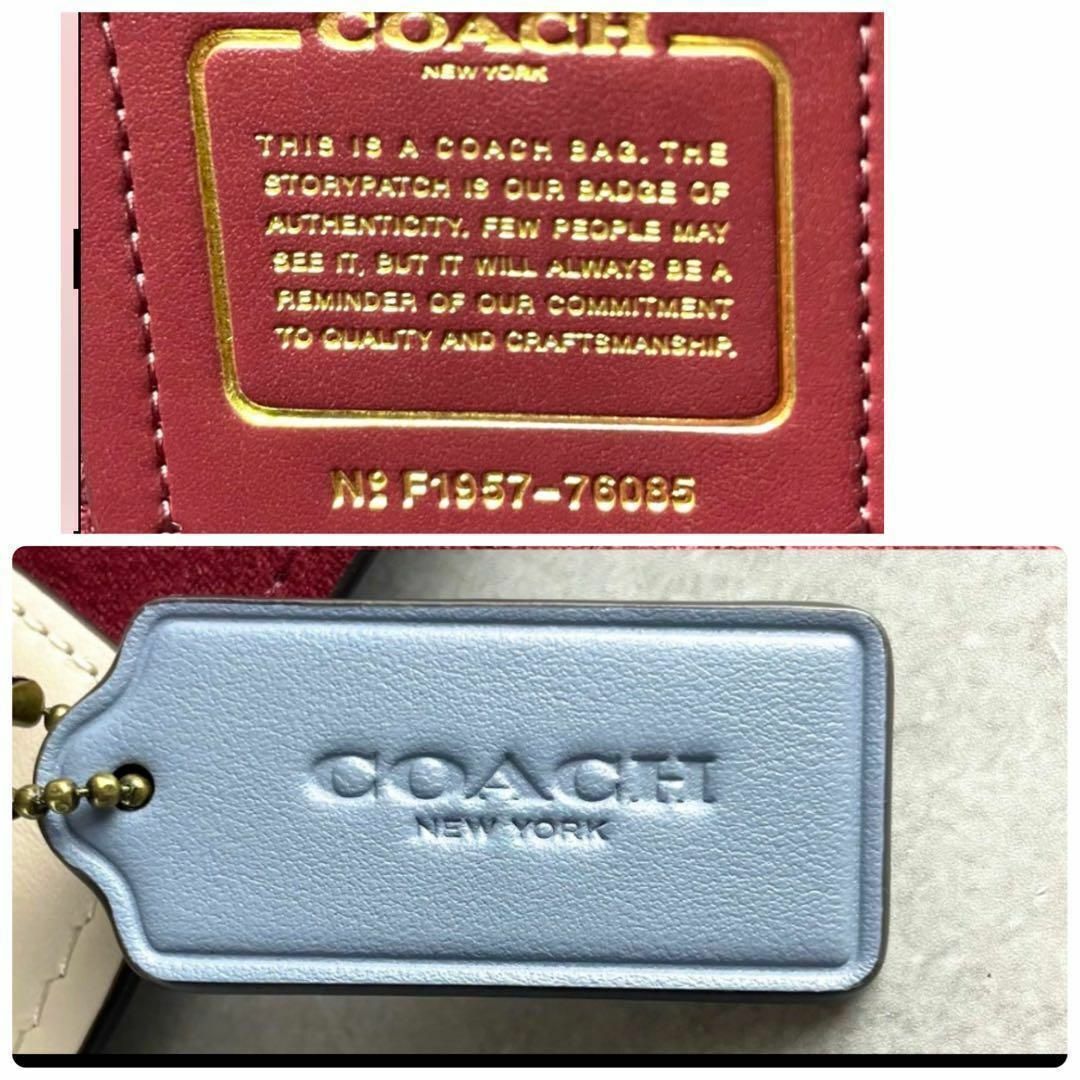 COACH
NEW YORK
THIS IS A COACH BAG. THE
STORYPATCH IS OUR BADGE OF
AUTHENTICITY. FEW PEOPLE MAY
SEE IT, BUT IT WILL ALWAYS BE A
REMINDER OF OUR COMMITMENT
TO QUALITY AND CRAFTSMANSHIP.
Nº F1957-76085
COACH
NEW YORK